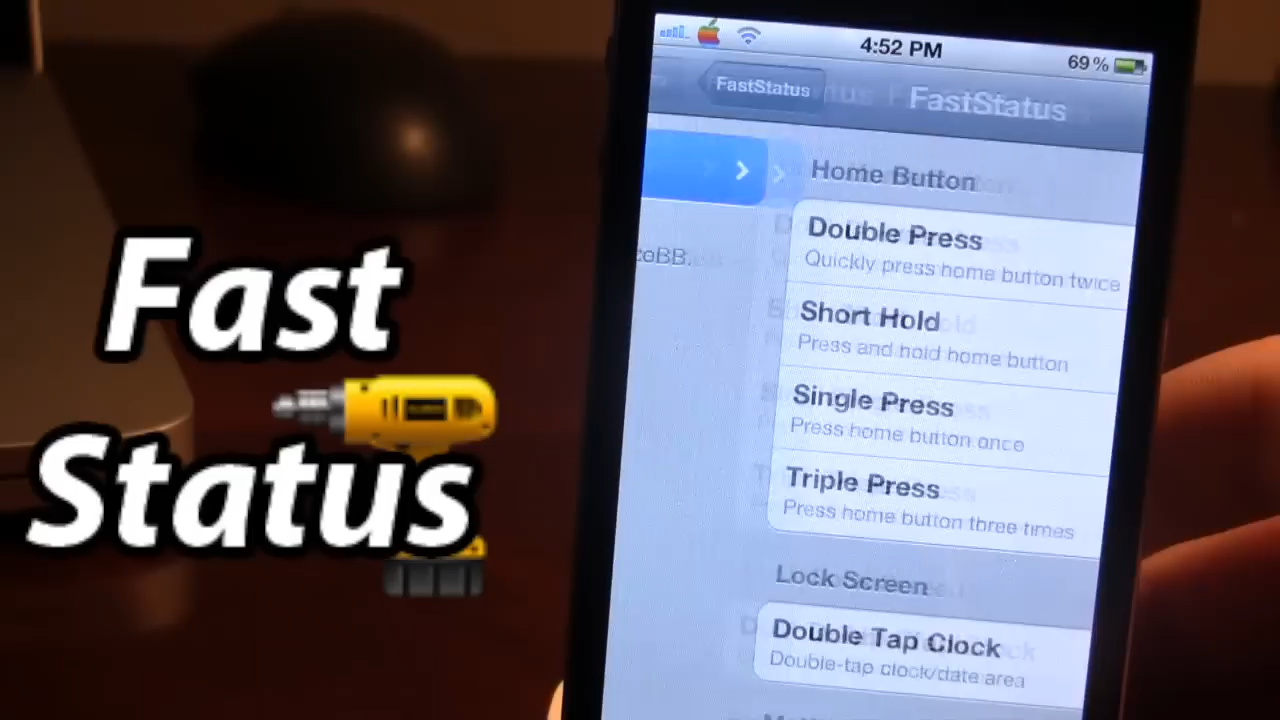 4:52 PM
69%
FastStatus
FastStatus
Home Button
Double Press
Quickly press home button twice
Short Hold
Press and hold home button
Single Press
Press home button once
Triple Press
Press home button three times
Lock Screen
Double Tap Clock
Double-tap clock/date area
Fast
Status